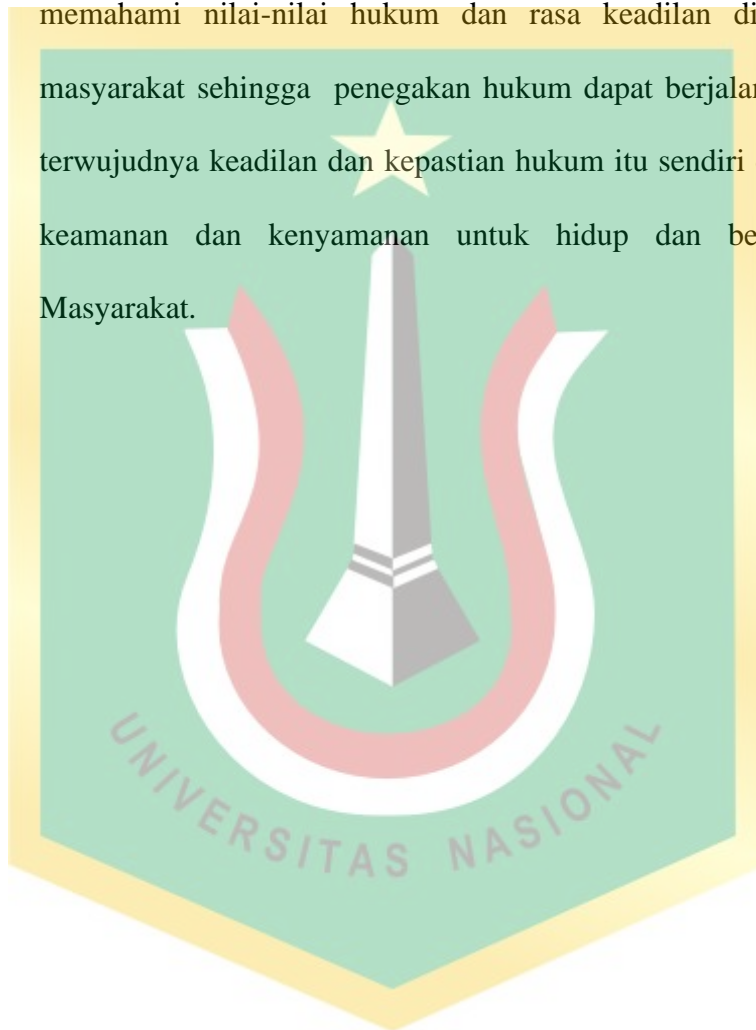 memahami nilai-nilai hukum dan rasa keadilan di
masyarakat sehingga penegakan hukum dapat berjalan
terwujudnya keadilan dan kepastian hukum itu sendiri
keamanan dan kenyamanan untuk hidup dan
Masyarakat.
UNIVERSITAS NASIONAL